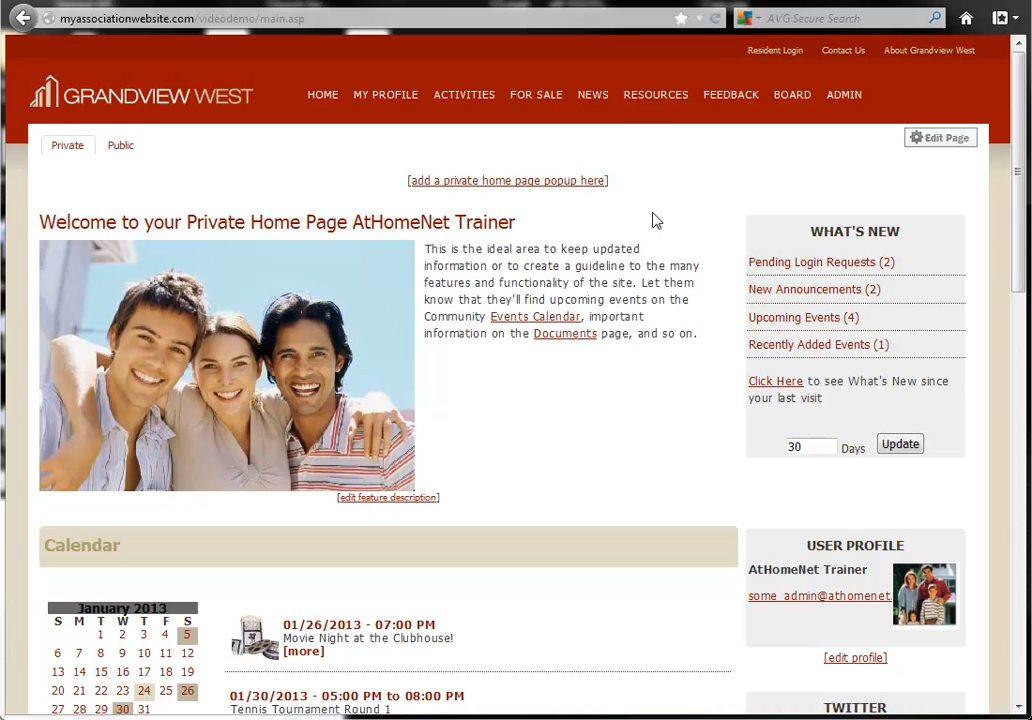 myassociationwebsite.com/videodemo/main.asp
AVG Secure Search
Resident Login Contact Us About Grandview West
GRANDVIEW WEST
HOME MY PROFILE ACTIVITIES FOR SALE NEWS RESOURCES FEEDBACK BOARD ADMIN
Private Public
Edit Page
[add a private home page popup here]
Welcome to your Private Home Page AtHomeNet Trainer
This is the ideal area to keep updated
information or to create a guideline to the many
features and functionality of the site. Let them
know that they'll find upcoming events on the
Community Events Calendar, important
information on the Documents page, and so on.
[edit feature description]
WHAT'S NEW
Pending Login Requests (2)
New Announcements (2)
Upcoming Events (4)
Recently Added Events (1)
Click Here to see What's New since
your last visit
30 Days Update
Calendar
January 2013
S M T W T F S
1 2 3 4 5
6 7 8 9 10 11 12
13 14 15 16 17 18 19
20 21 22 23 24 25 26
27 28 29 30 31
01/26/2013 - 07:00 PM
Movie Night at the Clubhouse!
[more]
01/30/2013 - 05:00 PM to 08:00 PM
Tennis Tournament Round 1
USER PROFILE
AtHomeNet Trainer
some_admin@athomenet.
[edit profile]
TWITTER